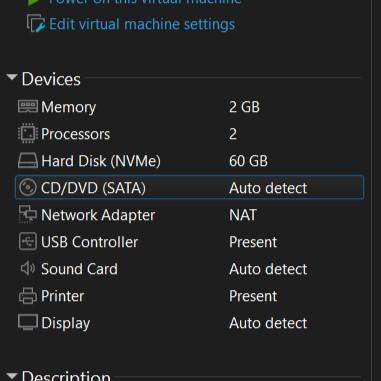 Power on this virtual machine
Edit virtual machine settings
Devices
Memory 2 GB
Processors 2
Hard Disk (NVMe) 60 GB
CD/DVD (SATA) Auto detect
Network Adapter NAT
USB Controller Present
Sound Card Auto detect
Printer Present
Display Auto detect
Description